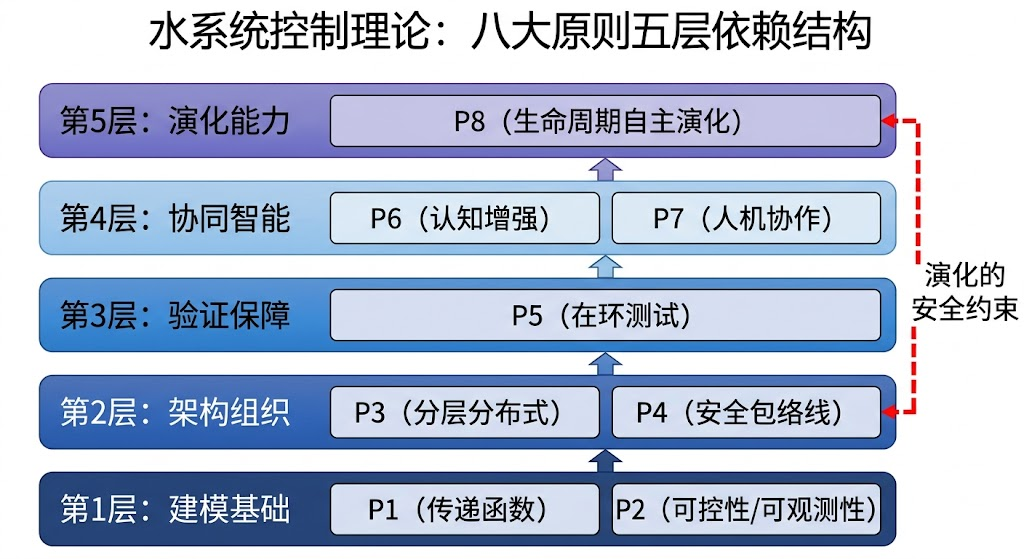 水系统控制理论：八大原则五层依赖结构
第5层：演化能力
P8（生命周期自主演化）
第4层：协同智能
P6（认知增强）
P7（人机协作）
演化的
安全约束
第3层：验证保障
P5（在环测试）
第2层：架构组织
P3（分层分布式）
P4（安全包络线）
第1层：建模基础
P1（传递函数）
P2（可控性/可观测性）